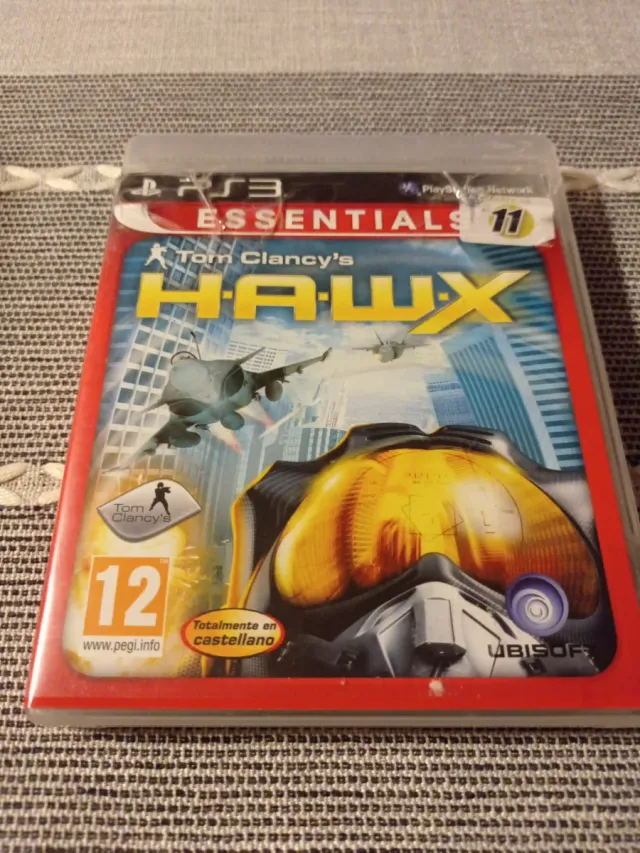 PS3
PlayStation Network
ESSENTIALS
11
Tom Clancy's
H·A·W·X
Tom
Clancy's
12
www.pegi.info
Totalmente en
castellano
UBISOFT